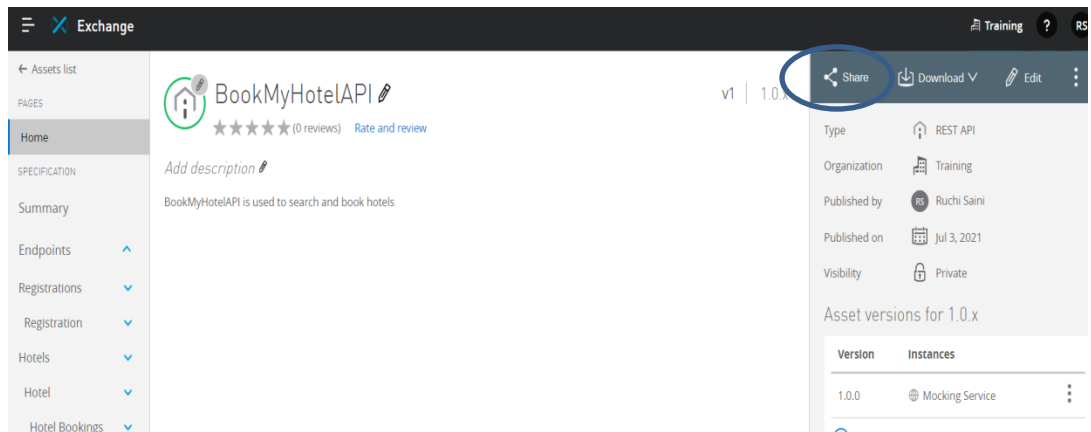 Exchange
Training ? RS
← Assets list
PAGES
Home
SPECIFICATION
Summary
Endpoints
Registrations
Registration
Hotels
Hotel
Hotel Bookings
BookMyHotelAPI
v1 1.0.x
(0 reviews) Rate and review
Add description
BookMyHotelAPI is used to search and book hotels
Share Download Edit
Type REST API
Organization Training
Published by RS Ruchi Saini
Published on Jul 3, 2021
Visibility Private
Asset versions for 1.0.x
Version Instances
1.0.0 Mocking Service